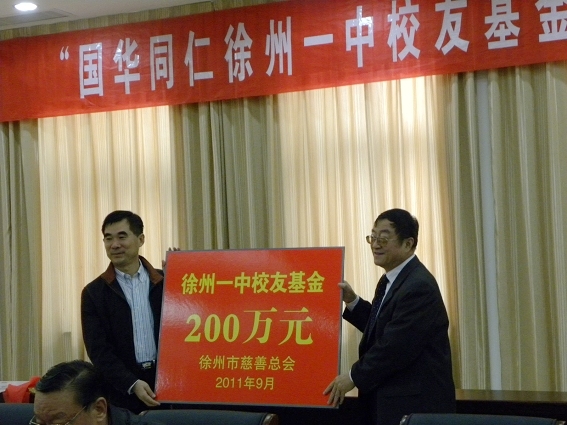 “国华同仁徐州一中校友基金
徐州一中校友基金
200万元
徐州市慈善总会
2011年9月